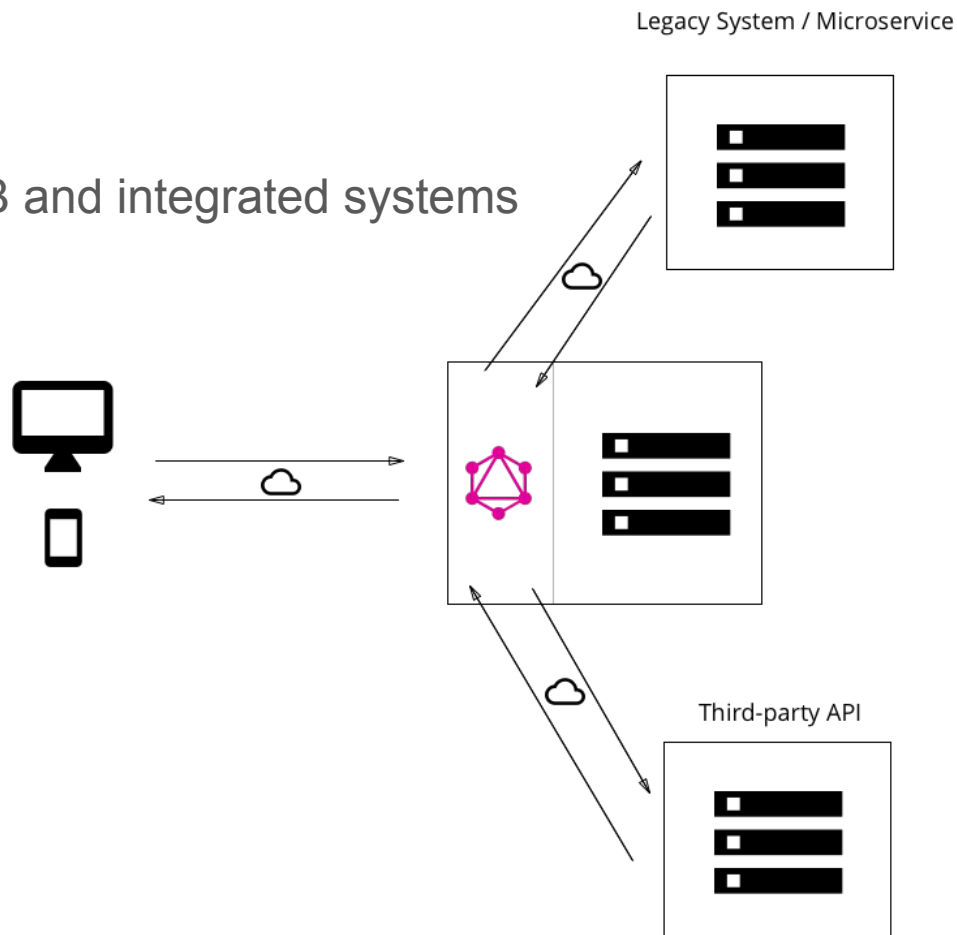 Legacy System / Microservice
B and integrated systems
Third-party API